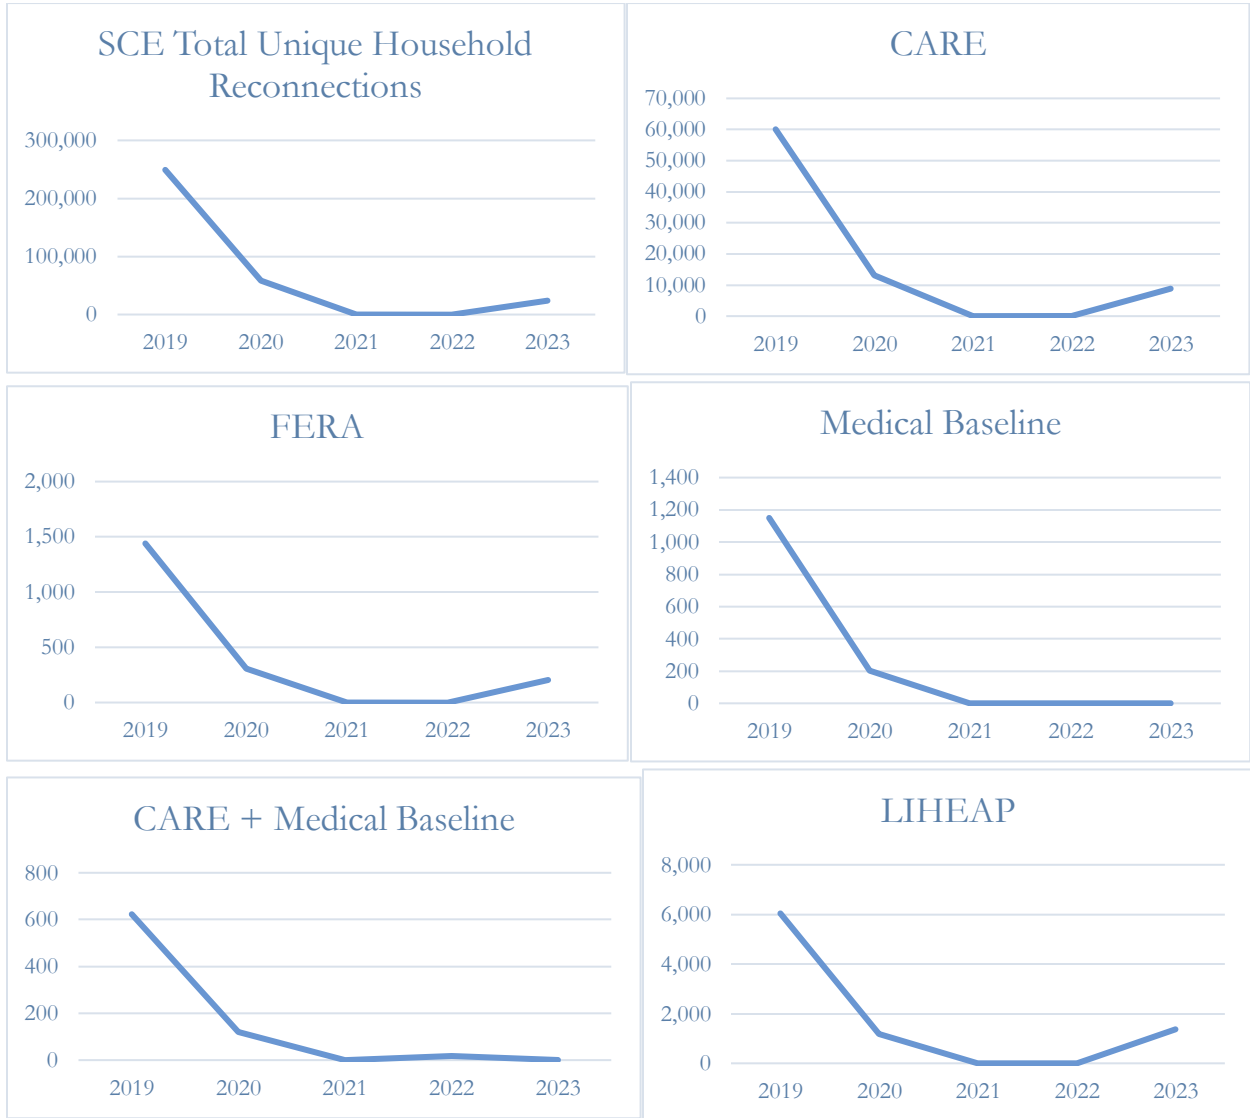 SCE Total Unique Household
Reconnections
300,000
200,000
100,000
0
2019 2020 2021 2022 2023
CARE
70,000
60,000
50,000
40,000
30,000
20,000
10,000
0
2019 2020 2021 2022 2023
FERA
2,000
1,500
1,000
500
0
2019 2020 2021 2022 2023
Medical Baseline
1,400
1,200
1,000
800
600
400
200
0
2019 2020 2021 2022 2023
CARE + Medical Baseline
800
600
400
200
0
2019 2020 2021 2022 2023
LIHEAP
8,000
6,000
4,000
2,000
0
2019 2020 2021 2022 2023